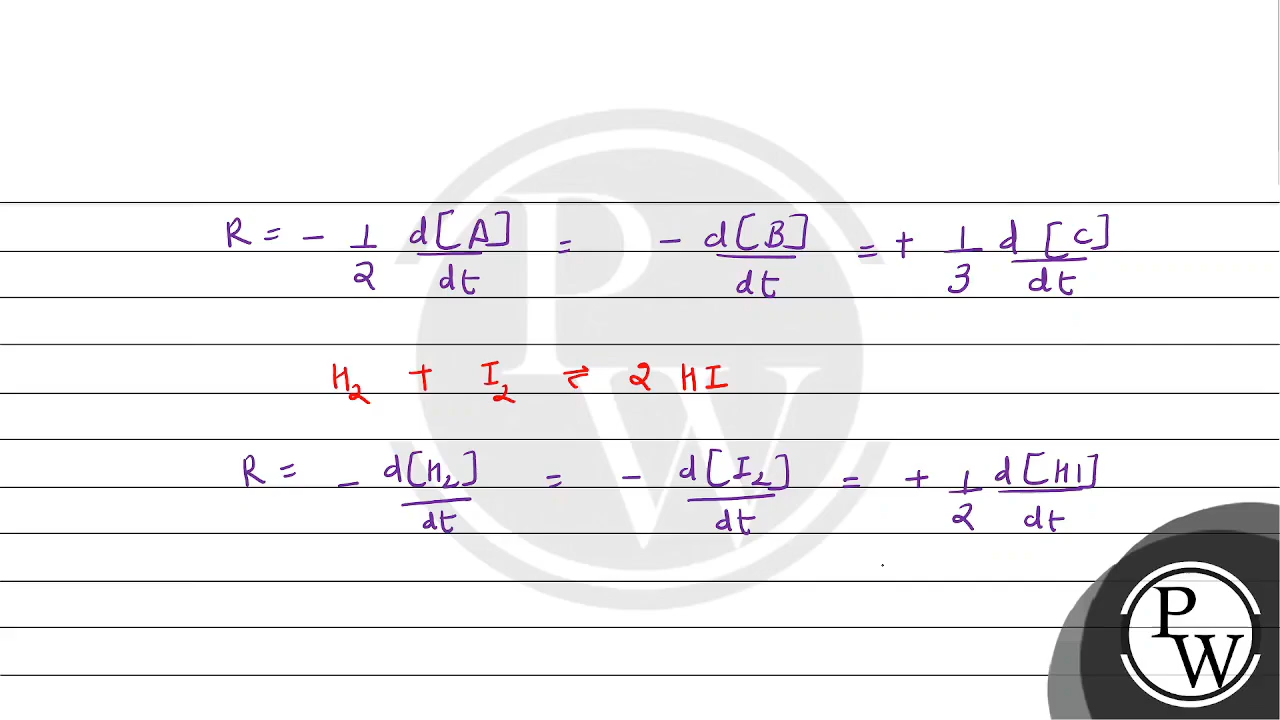 R = - 1/2 d[A]/dt = - d[B]/dt = + 1/3 d[C]/dt
H₂ + I₂ ⇌ 2 HI
R = - d[H₂]/dt = - d[I₂]/dt = + 1/2 d[HI]/dt
PW
PW